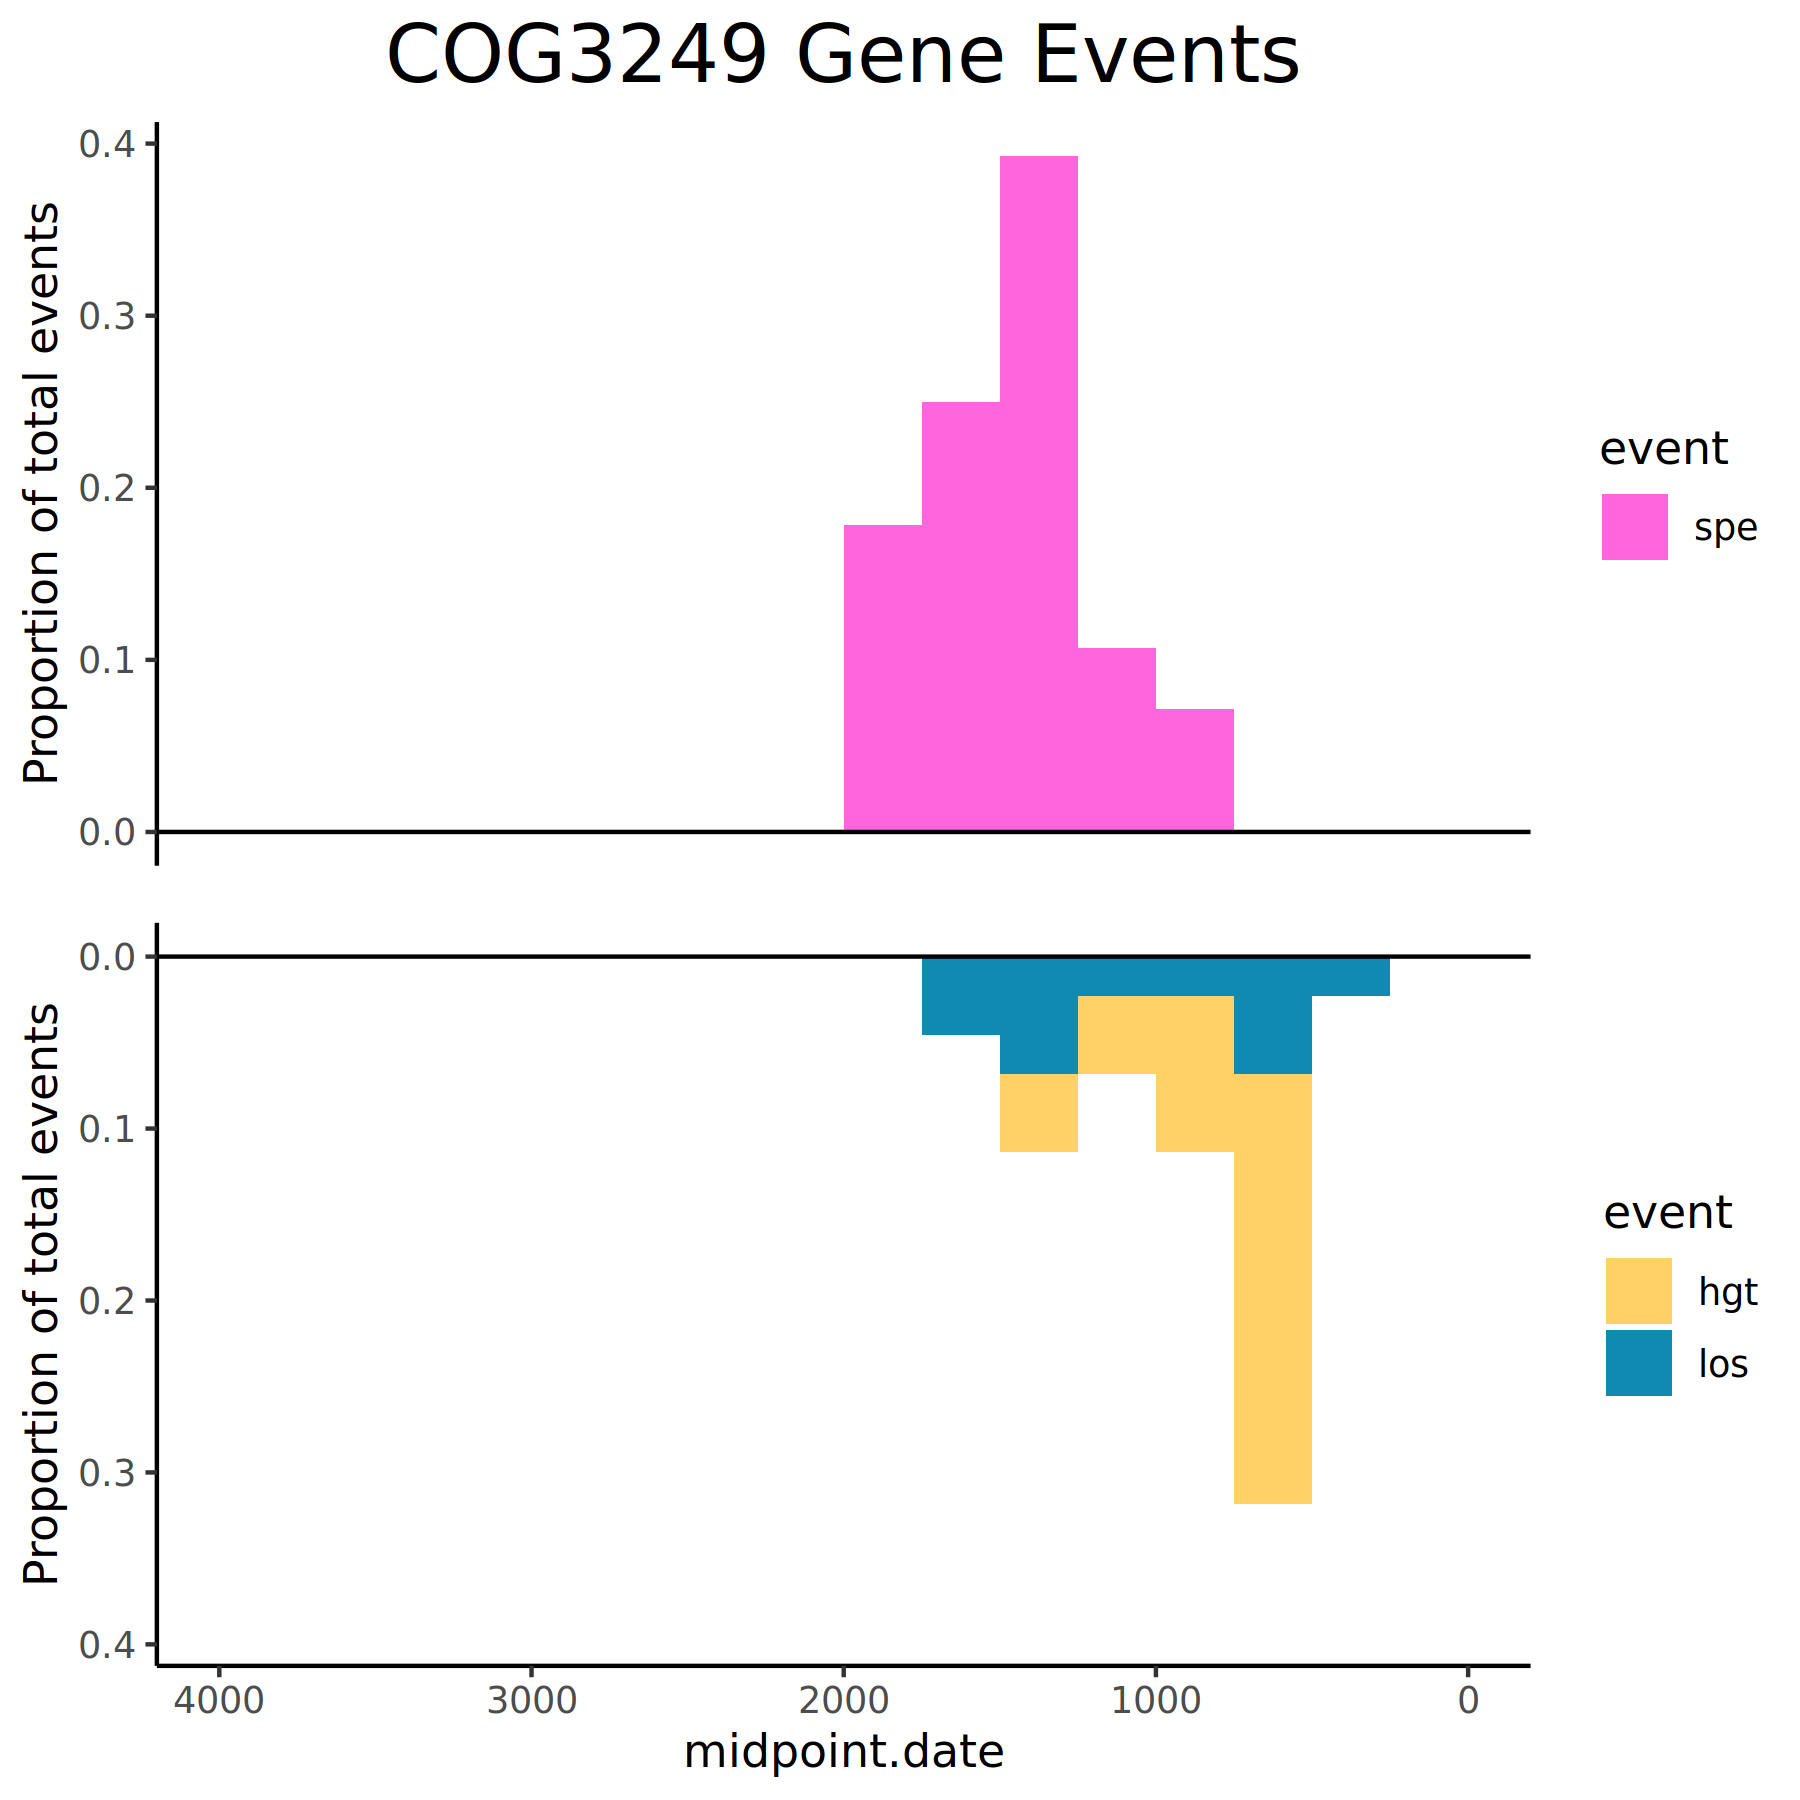 COG3249 Gene Events
Proportion of total events
0.4
0.3
0.2
0.1
0.0
event
spe
Proportion of total events
0.0
0.1
0.2
0.3
0.4
event
hgt
los
4000 3000 2000 1000 0
midpoint.date